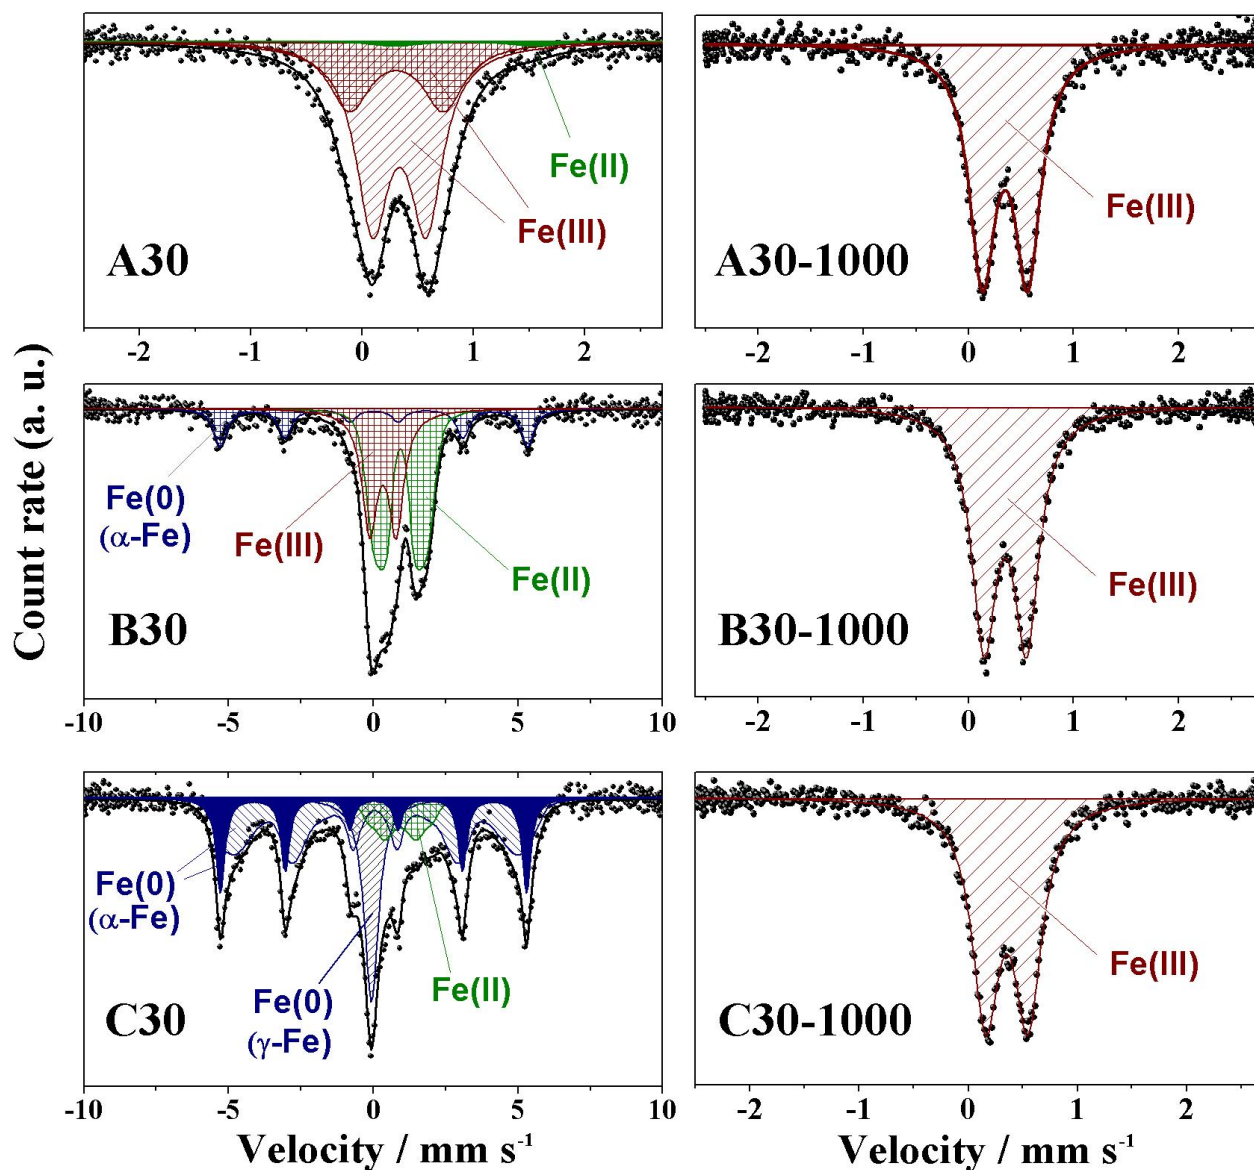 Fe(II)
Fe(III)
A30
-2 -1 0 1 2
Fe(III)
A30-1000
-2 -1 0 1 2
Count rate (a. u.)
Fe(0)
(α-Fe)
Fe(III)
Fe(II)
B30
-10 -5 0 5 10
Fe(III)
B30-1000
-2 -1 0 1 2
Fe(0)
(α-Fe)
Fe(0)
(γ-Fe)
Fe(II)
C30
-10 -5 0 5 10
Velocity / mm s⁻¹
Fe(III)
C30-1000
-2 -1 0 1 2
Velocity / mm s⁻¹